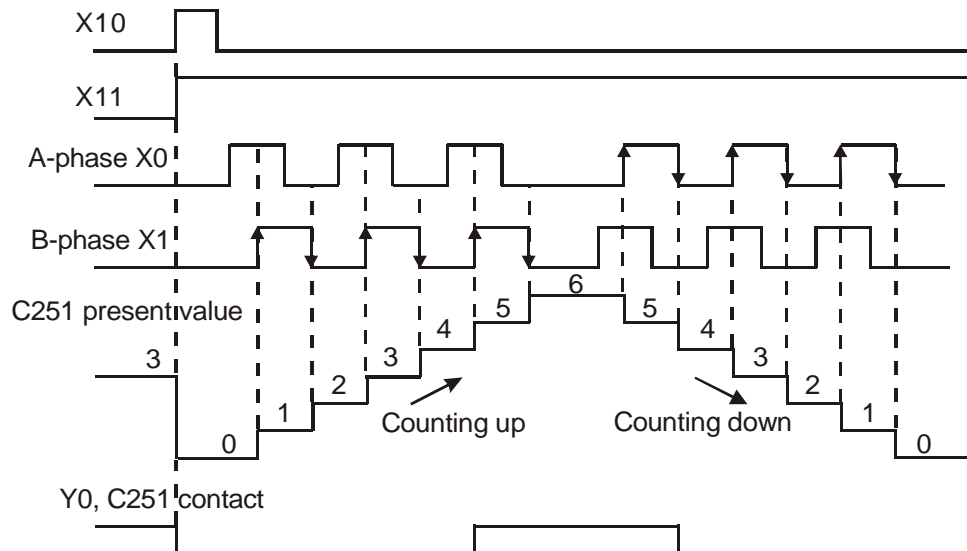 X10
X11
A-phase X0
B-phase X1
C251 present value
6
5 5
4 4
3 3 3
2 2
1 1
0 0
Counting up
Counting down
Y0, C251 contact